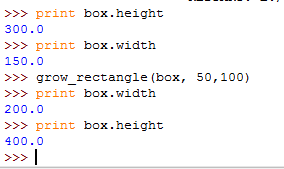 >>> print box.height
300.0
>>> print box.width
150.0
>>> grow_rectangle(box, 50,100)
>>> print box.width
200.0
>>> print box.height
400.0
>>>